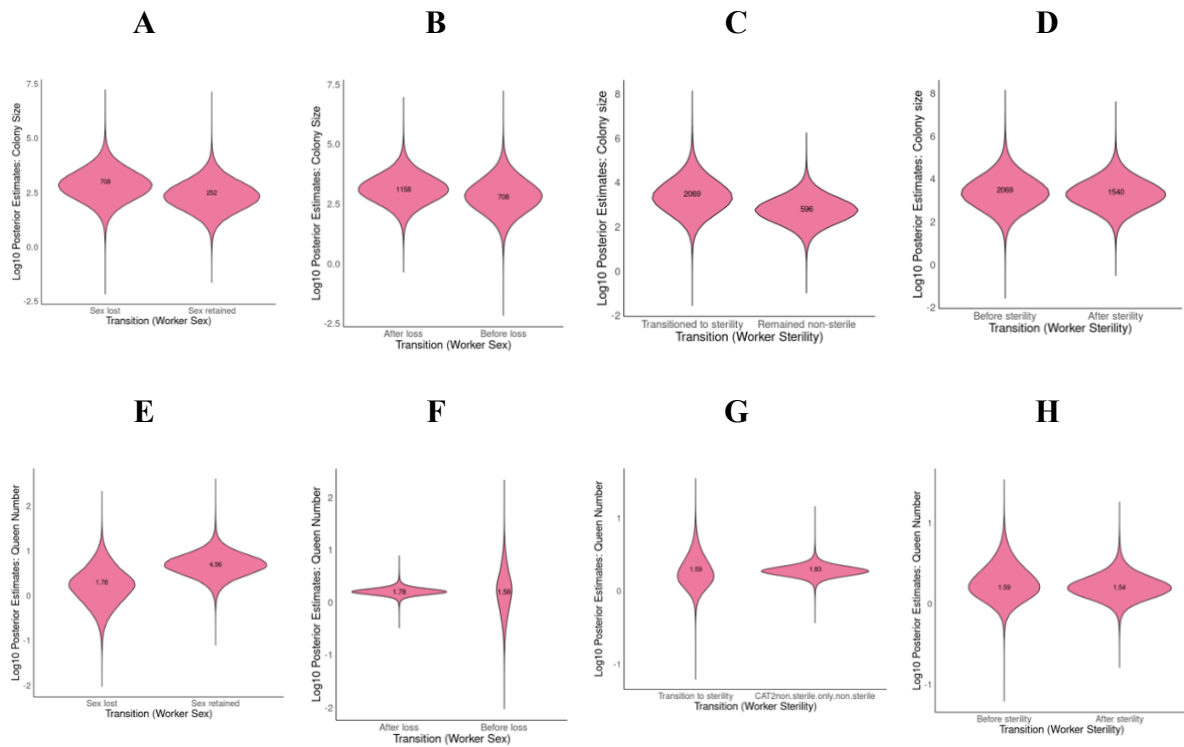 A
B
C
D
Log10 Posterior Estimates: Colony Size
7.5
5.0
2.5
0.0
-2.5
708
252
Sex lost
Sex retained
Transition (Worker Sex)
Log10 Posterior Estimates: Colony Size
7.5
5.0
2.5
0.0
-2.5
1158
708
After loss
Before loss
Transition (Worker Sex)
Log10 Posterior Estimates: Colony size
8
6
4
2
0
-2
2069
596
Transitioned to sterility
Remained non-sterile
Transition (Worker Sterility)
Log10 Posterior Estimates: Colony size
8
6
4
2
0
-2
2069
1540
Before sterility
After sterility
Transition (Worker Sterility)
E
F
G
H
Log10 Posterior Estimates: Queen Number
2
1
0
-1
-2
1.78
4.56
Sex lost
Sex retained
Transition (Worker Sex)
Log10 Posterior Estimates: Queen Number
2
1
0
-1
-2
1.78
1.56
After loss
Before loss
Transition (Worker Sex)
Log10 Posterior Estimates: Queen Number
1
0
-1
1.59
1.83
Transition to sterility
CAT2non.sterile.only.non.sterile
Transition (Worker Sterility)
Log10 Posterior Estimates: Queen Number
1
0
-1
1.59
1.54
Before sterility
After sterility
Transition (Worker Sterility)